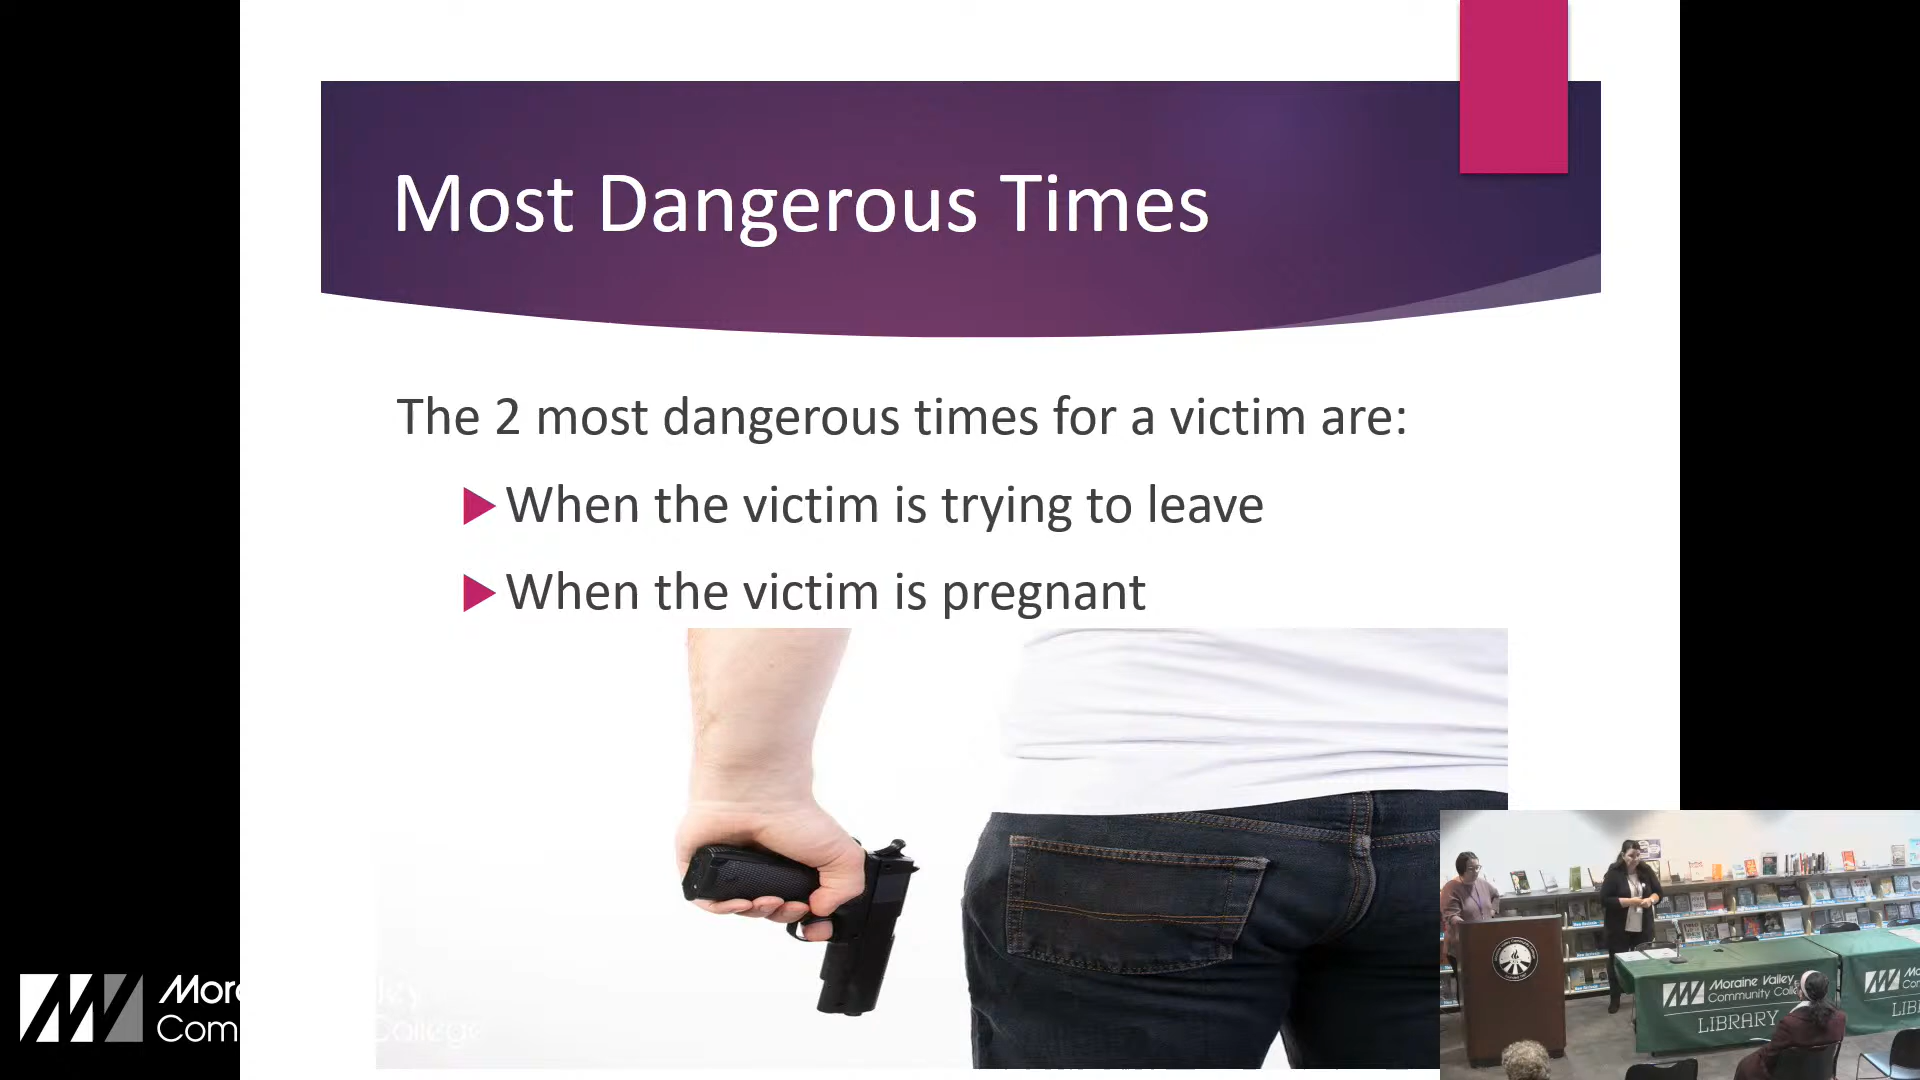 Most Dangerous Times
The 2 most dangerous times for a victim are:
When the victim is trying to leave
When the victim is pregnant
Moraine Valley
Community College
LIBRARY